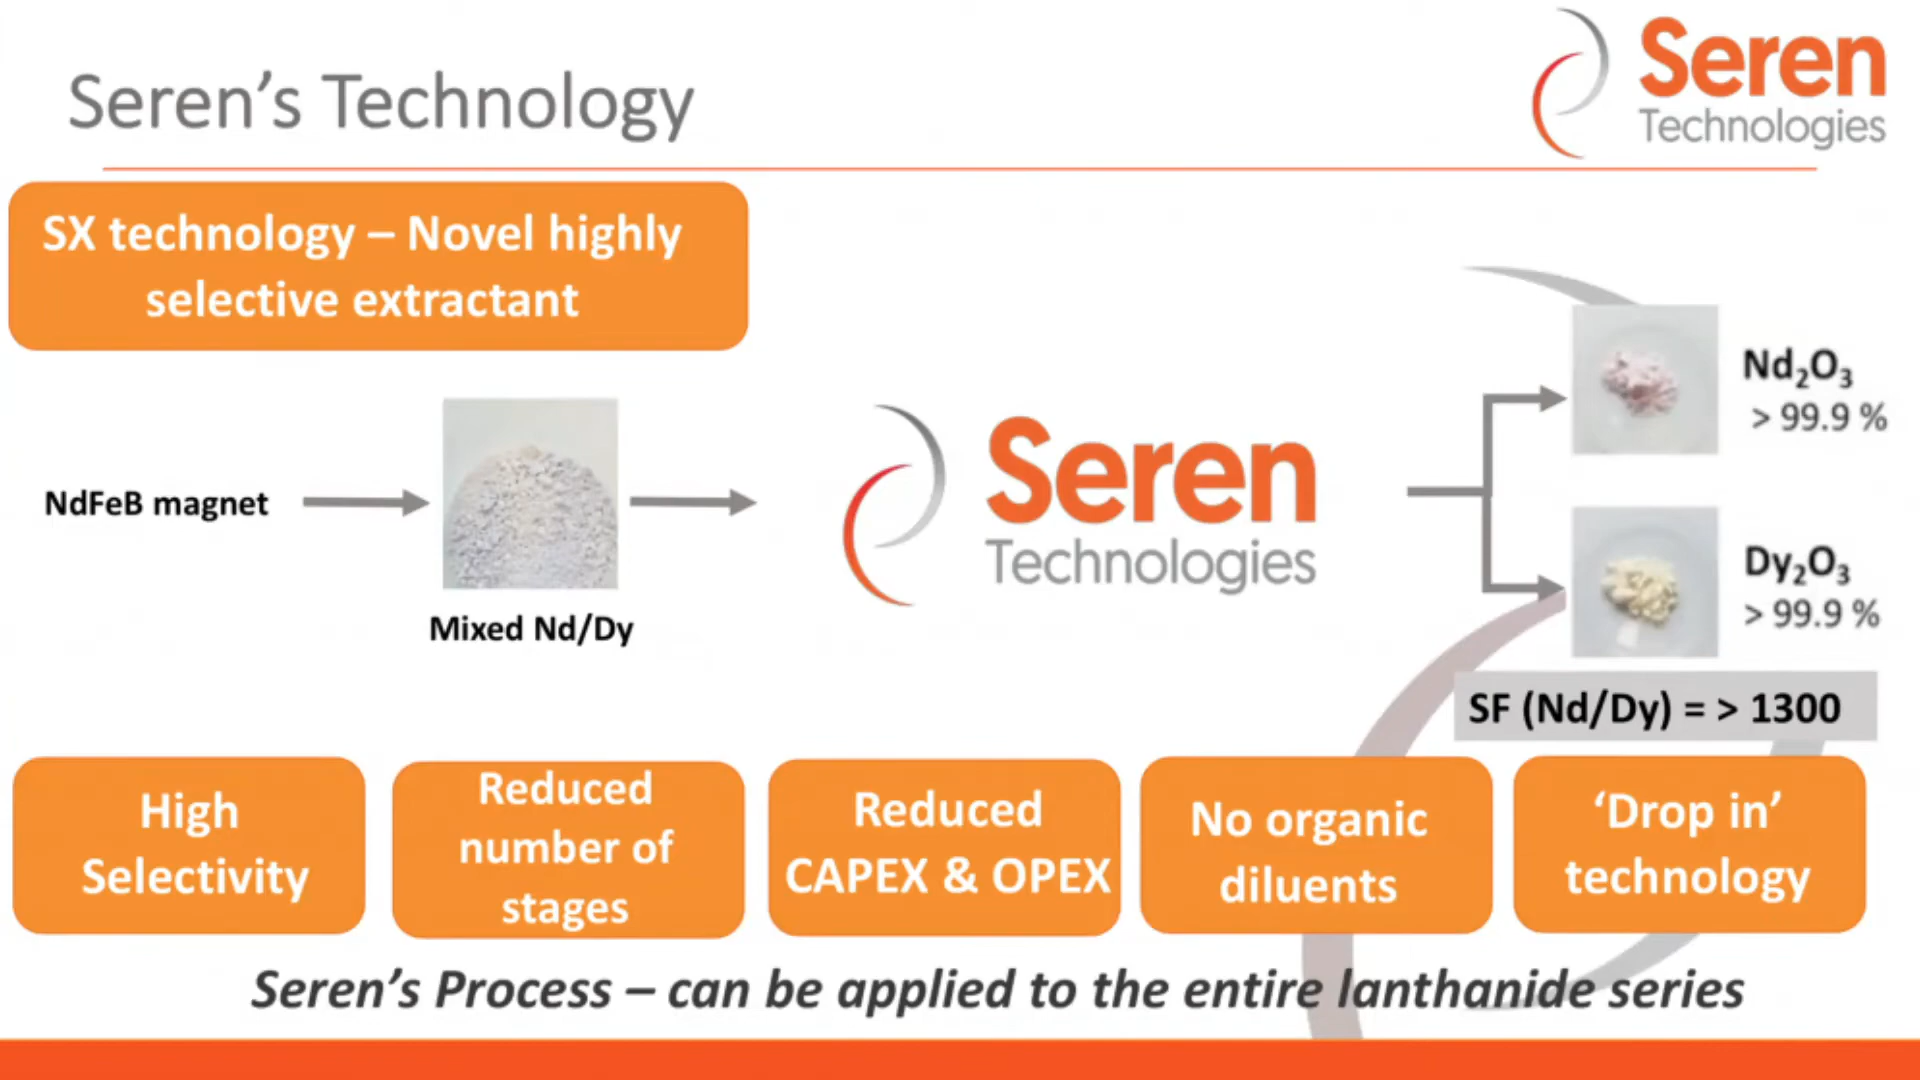 Seren's Technology
Seren
Technologies
SX technology – Novel highly
selective extractant
NdFeB magnet
Mixed Nd/Dy
Seren
Technologies
Nd₂O₃
> 99.9 %
Dy₂O₃
> 99.9 %
SF (Nd/Dy) = > 1300
High
Selectivity
Reduced
number of
stages
Reduced
CAPEX & OPEX
No organic
diluents
‘Drop in’
technology
Seren’s Process – can be applied to the entire lanthanide series